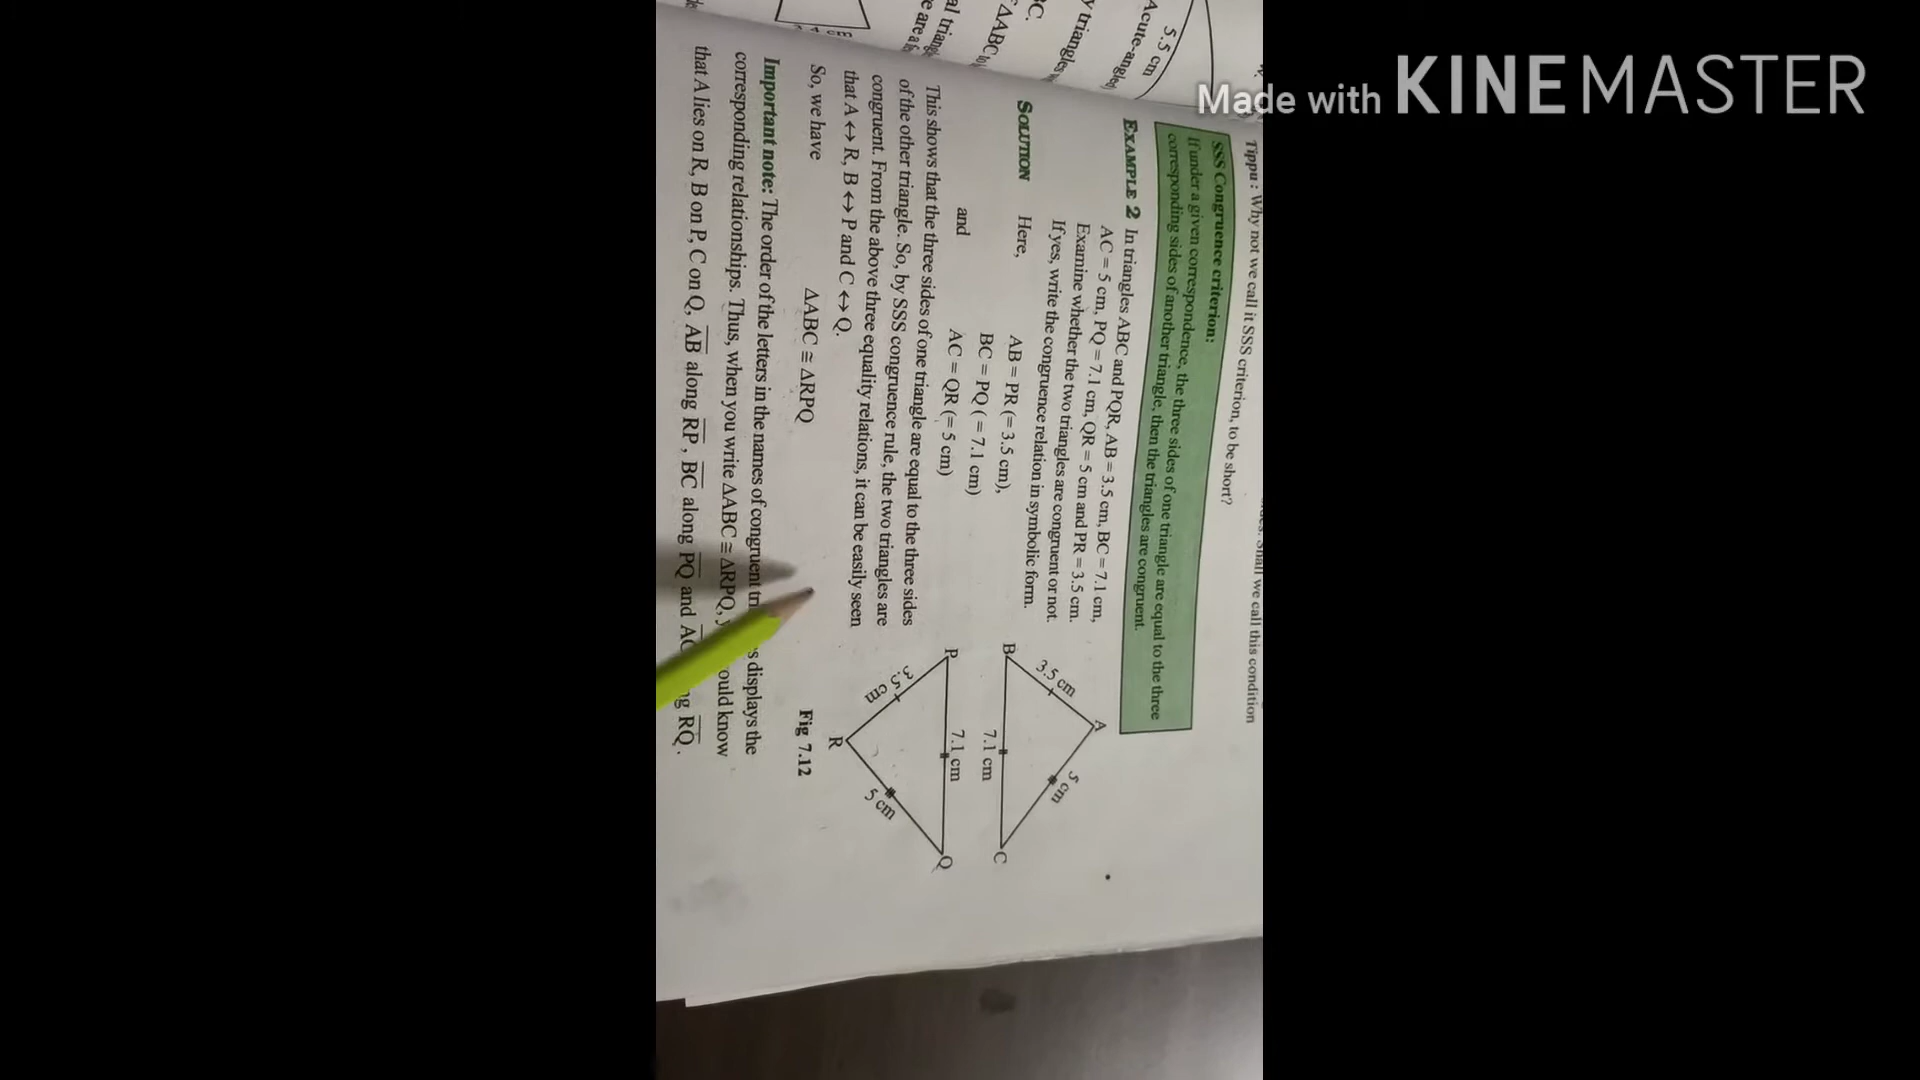 Made with KINEMASTER
5.5 cm
Acute-angle
y triangles
C.
ΔABC
al triang
e are a
Tippu : Why not we call it SSS criterion, to be short?
we call this condition
SSS Congruence criterion:
If under a given correspondence, the three sides of one triangle are equal to the three
corresponding sides of another triangle, then the triangles are congruent.
EXAMPLE 2 In triangles ABC and PQR, AB = 3.5 cm, BC = 7.1 cm,
AC = 5 cm, PQ = 7.1 cm, QR = 5 cm and PR = 3.5 cm.
Examine whether the two triangles are congruent or not.
If yes, write the congruence relation in symbolic form.
SOLUTION Here, AB = PR (= 3.5 cm),
BC = PQ ( = 7.1 cm)
and AC = QR (= 5 cm)
This shows that the three sides of one triangle are equal to the three sides
of the other triangle. So, by SSS congruence rule, the two triangles are
congruent. From the above three equality relations, it can be easily seen
that A ↔ R, B ↔ P and C ↔ Q.
So, we have ΔABC ≅ ΔRPQ
A
3.5 cm
5 cm
B
C
7.1 cm
P
7.1 cm
Q
3.5 cm
5 cm
R
Fig 7.12
Important note: The order of the letters in the names of congruent displays the
corresponding relationships. Thus, when you write ΔABC ≅ ΔRPQ, know
that A lies on R, B on P, C on Q, AB along RP, BC along PQ and RQ.